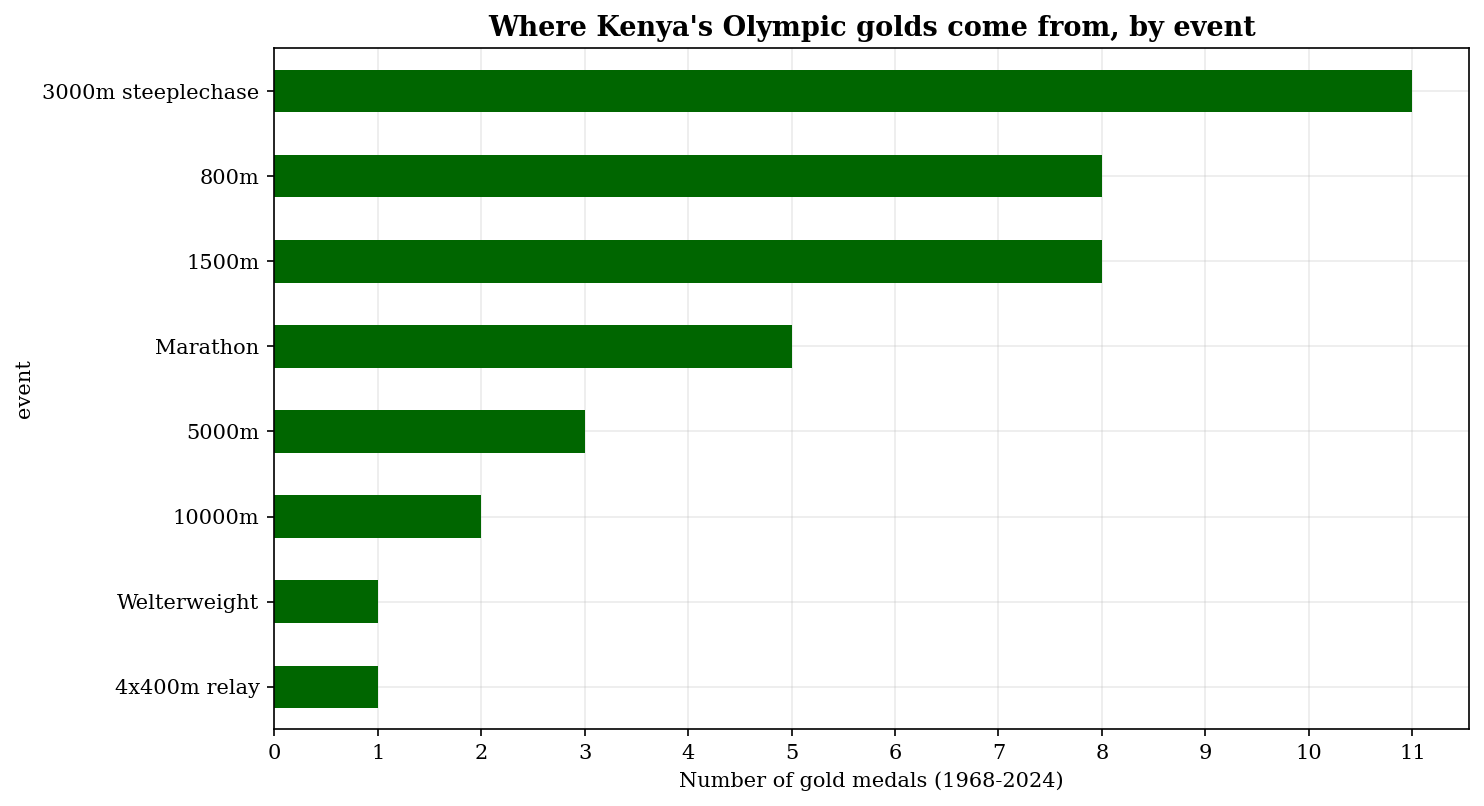 Where Kenya's Olympic golds come from, by event
3000m steeplechase
800m
1500m
Marathon
5000m
10000m
Welterweight
4x400m relay
event
0 1 2 3 4 5 6 7 8 9 10 11
Number of gold medals (1968-2024)